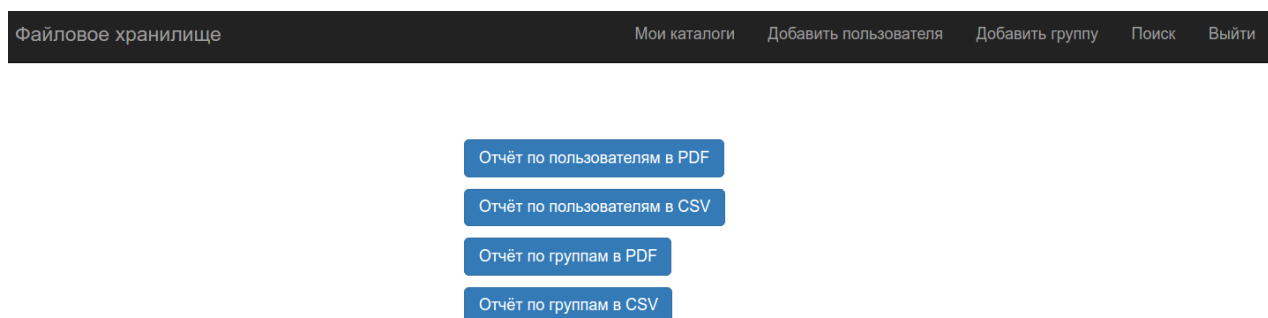 Файловое хранилище Мои каталоги Добавить пользователя Добавить группу Поиск Выйти
Отчёт по пользователям в PDF
Отчёт по пользователям в CSV
Отчёт по группам в PDF
Отчёт по группам в CSV